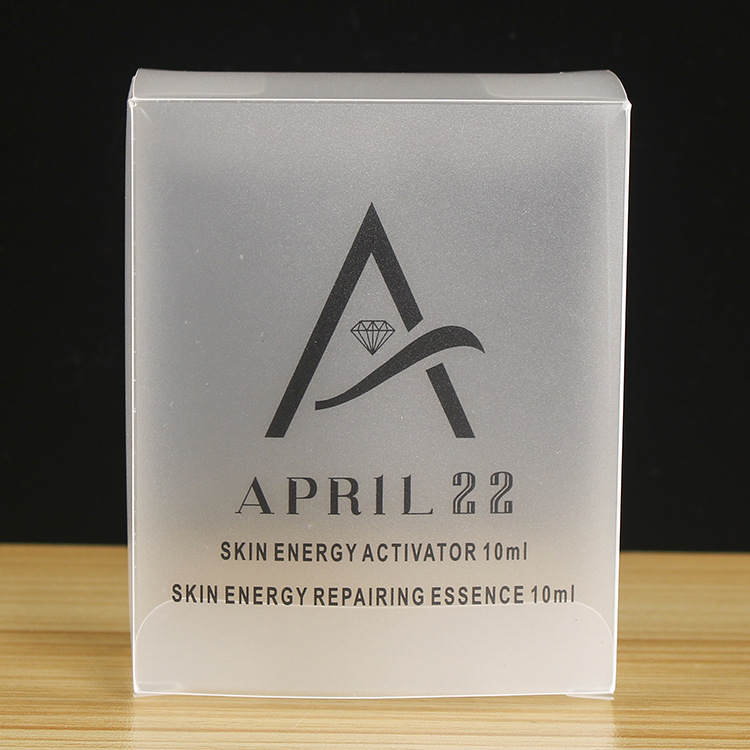 A
APRIL 22
SKIN ENERGY ACTIVATOR 10ml
SKIN ENERGY REPAIRING ESSENCE 10ml